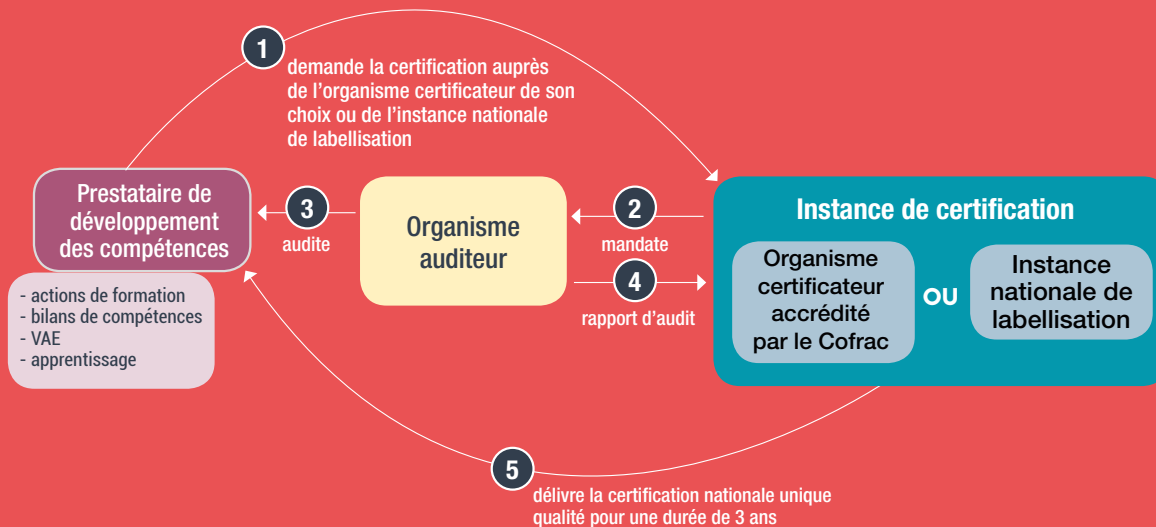 1
demande la certification auprès
de l’organisme certificateur de son
choix ou de l’instance nationale
de labellisation
Prestataire de
développement
des compétences
- actions de formation
- bilans de compétences
- VAE
- apprentissage
3
audite
Organisme
auditeur
2
mandate
4
rapport d’audit
Instance de certification
Organisme
certificateur
accrédité
par le Cofrac
OU
Instance
nationale de
labellisation
5
délivre la certification nationale unique
qualité pour une durée de 3 ans